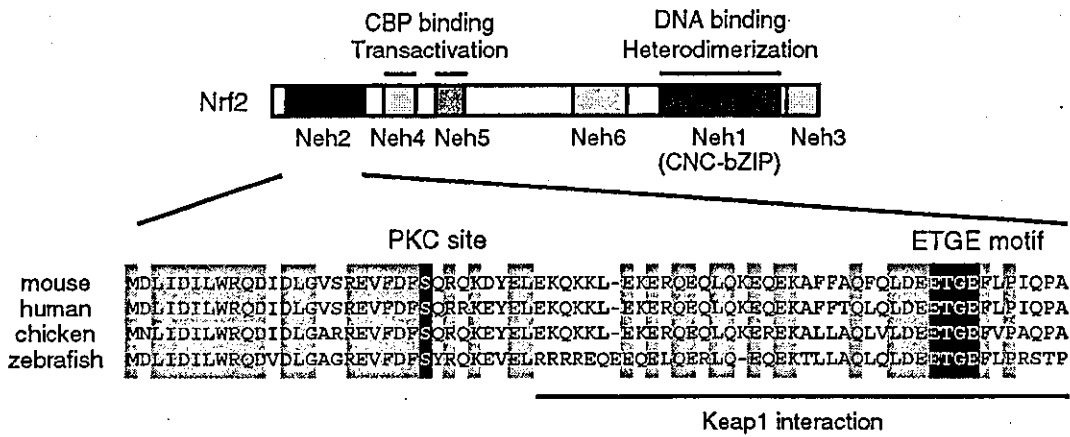 CBP binding
Transactivation
DNA binding
Heterodimerization
Nrf2
Neh2
Neh4
Neh5
Neh6
Neh1
(CNC-bZIP)
Neh3
PKC site
ETGE motif
mouse MDLIDILWRQDIDLGVSREVFDFSQRQKDYELEKQKKL-EKERQEQLQKEQEKAFFAQFQLDEETGEFLPIQPA
human MDLIDILWRQDIDLGVSREVFDFSQRRKEYELEKQKKL-EKERQEQLQKEQEKAFFTQLQLDEETGEFLPIQPA
chicken MNLIDILWRQDIDLGARREVFDFSQRQKEYELEKQKKL-EKERQEQLQKEREKALLAQLVLDEETGEFVPAQPA
zebrafish MDLIDILWRQDVDLGAGREVFDFSYRQKEVELRRRREQEEQELQERLQ-EQEKTLLAQLQLDEETGEFLPRSTP
Keap1 interaction